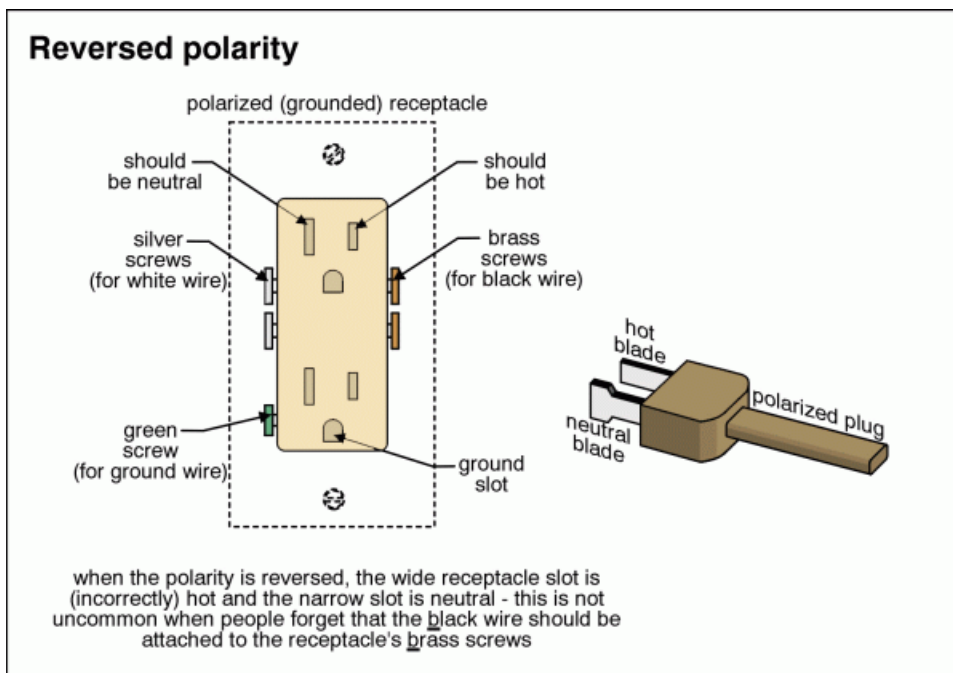 Reversed polarity
polarized (grounded) receptacle
should
be neutral
should
be hot
silver
screws
(for white wire)
brass
screws
(for black wire)
hot
blade
polarized plug
neutral
blade
green
screw
(for ground wire)
ground
slot
when the polarity is reversed, the wide receptacle slot is
(incorrectly) hot and the narrow slot is neutral - this is not
uncommon when people forget that the black wire should be
attached to the receptacle's brass screws